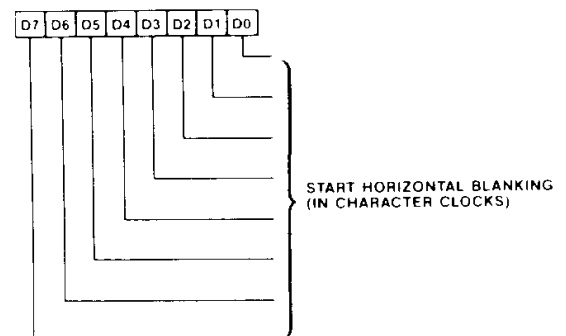 D7 D6 D5 D4 D3 D2 D1 D0
START HORIZONTAL BLANKING
(IN CHARACTER CLOCKS)